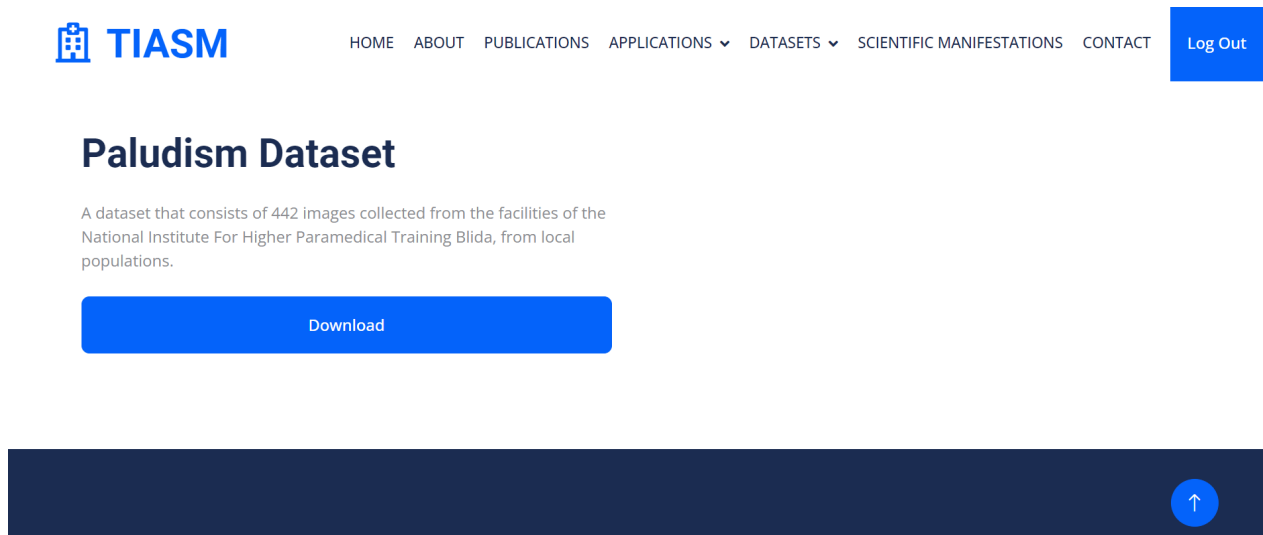 TIASM
HOME ABOUT PUBLICATIONS APPLICATIONS DATASETS SCIENTIFIC MANIFESTATIONS CONTACT Log Out
Paludism Dataset
A dataset that consists of 442 images collected from the facilities of the
National Institute For Higher Paramedical Training Blida, from local
populations.
Download